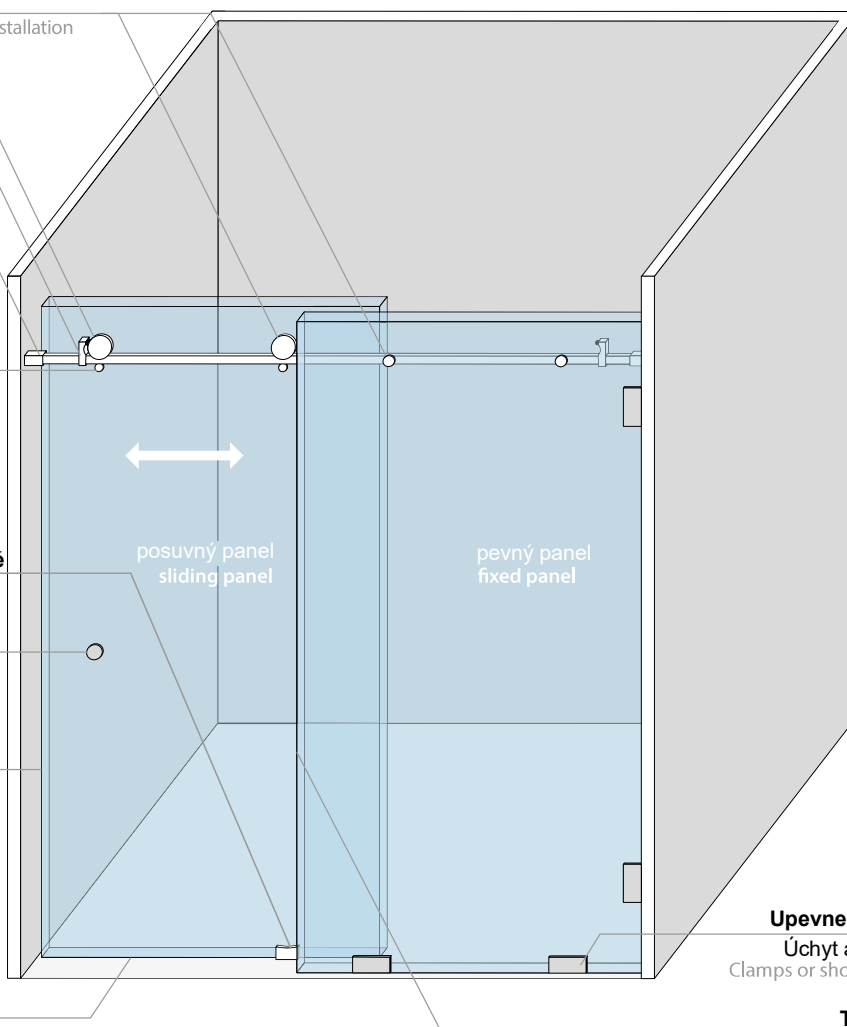 stallation
posuvný panel
sliding panel
pevný panel
fixed panel
Upevne
Úchyt a
Clamps or sho
T